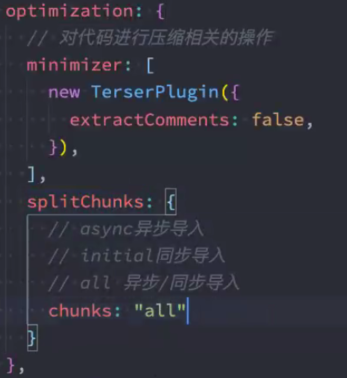 optimization: {
// 对代码进行压缩相关的操作
minimizer: [
new TerserPlugin({
extractComments: false,
}),
],
splitChunks: {
// async异步导入
// initial同步导入
// all 异步/同步导入
chunks: "all"
}
},